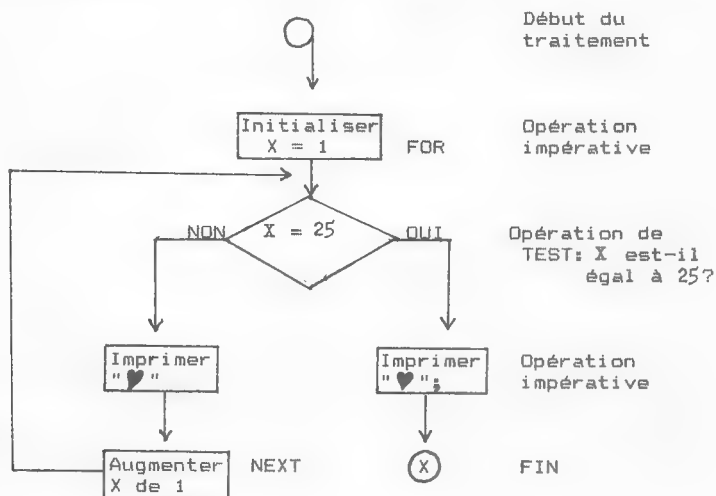 Début du
traitement
Initialiser
X = 1
FOR
Opération
impérative
NON
X = 25
OUI
Opération de
TEST: X est-il
égal à 25?
Imprimer
"♥"
Imprimer
"♥";
Opération
impérative
Augmenter
X de 1
NEXT
X
FIN